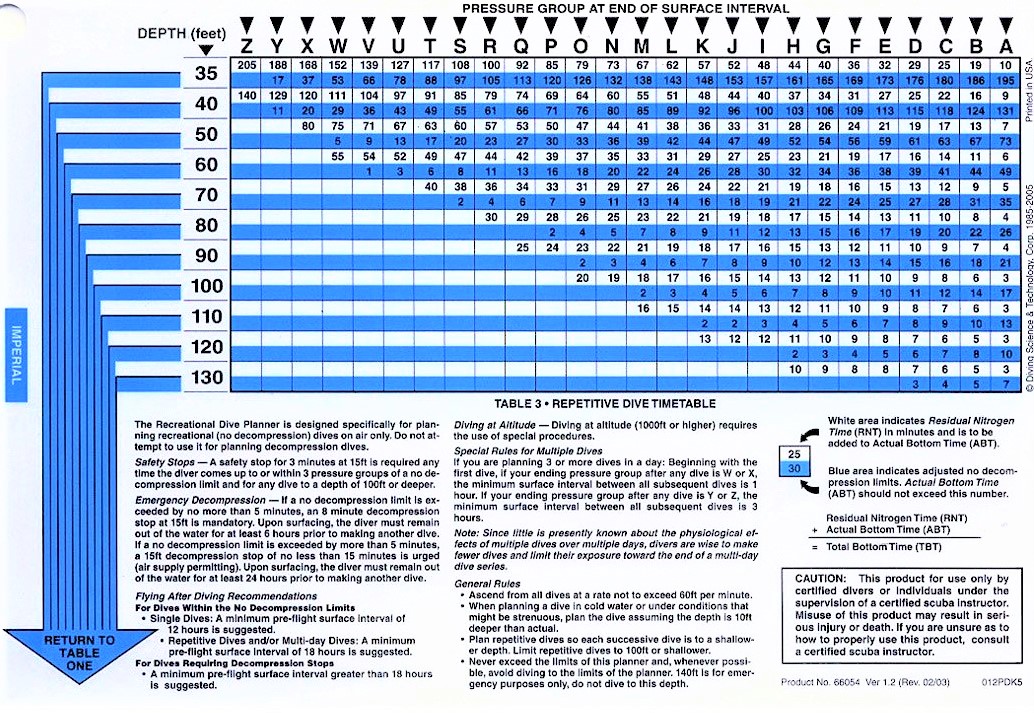 PRESSURE GROUP AT END OF SURFACE INTERVAL
DEPTH (feet) Z Y X W V U T S R Q P O N M L K J I H G F E D C B A
35 205 188 168 152 139 127 117 108 100 92 85 79 73 67 62 57 52 48 44 40 36 32 29 25 19 10
17 37 53 66 78 88 97 105 113 120 126 132 138 143 148 153 157 161 165 169 173 176 180 186 195
40 140 129 120 111 104 97 91 85 79 74 69 64 60 55 51 48 44 40 37 34 31 27 25 22 16 9
11 20 29 36 43 49 55 61 66 71 76 80 85 89 92 96 100 103 106 109 113 115 118 124 131
50 80 75 71 67 63 60 57 53 50 47 44 41 38 36 33 31 28 26 24 21 19 17 13 7
5 9 13 17 20 23 27 30 33 36 39 42 44 47 49 52 54 56 59 61 63 67 73
60 55 54 52 49 47 44 42 39 37 35 33 31 29 27 25 23 21 19 17 16 14 11 6
1 3 6 8 11 13 16 18 20 22 24 26 28 30 32 34 36 38 39 41 44 49
70 40 38 36 34 33 31 29 27 26 24 22 21 19 18 16 15 13 12 9 5
2 4 6 7 9 11 13 14 16 18 19 21 22 24 25 27 28 31 35
80 30 29 28 26 25 23 22 21 19 18 17 15 14 13 11 10 8 4
2 4 5 7 8 9 11 12 13 15 16 17 19 20 22 26
90 25 24 23 22 21 19 18 17 16 15 13 12 11 10 9 7 4
2 3 4 6 7 8 9 10 12 13 14 15 16 18 21
100 20 19 18 17 16 15 14 13 12 11 10 9 8 6 3
2 3 4 5 6 7 8 9 10 11 12 14 17
110 16 15 14 14 13 12 11 10 9 8 7 6 3
2 2 3 4 5 6 7 8 9 10 13
120 13 12 12 11 10 9 8 7 6 5 3
2 3 4 5 6 7 8 10
130 10 9 8 8 7 6 5 3
3 4 5 7
TABLE 3 • REPETITIVE DIVE TIMETABLE
IMPERIAL
RETURN TO
TABLE
ONE
The Recreational Dive Planner is designed specifically for plan-
ning recreational (no decompression) dives on air only. Do not at-
tempt to use it for planning decompression dives.
Safety Stops — A safety stop for 3 minutes at 15ft is required any
time the diver comes up to or within 3 pressure groups of a no de-
compression limit and for any dive to a depth of 100ft or deeper.
Emergency Decompression — If a no decompression limit is ex-
ceeded by no more than 5 minutes, an 8 minute decompression
stop at 15ft is mandatory. Upon surfacing, the diver must remain
out of the water for at least 6 hours prior to making another dive.
If a no decompression limit is exceeded by more than 5 minutes,
a 15ft decompression stop of no less than 15 minutes is urged
(air supply permitting). Upon surfacing, the diver must remain out
of the water for at least 24 hours prior to making another dive.
Flying After Diving Recommendations
For Dives Within the No Decompression Limits
• Single Dives: A minimum pre-flight surface interval of
12 hours is suggested.
• Repetitive Dives and/or Multi-day Dives: A minimum
pre-flight surface interval of 18 hours is suggested.
For Dives Requiring Decompression Stops
• A minimum pre-flight surface interval greater than 18 hours
is suggested.
Diving at Altitude — Diving at altitude (1000ft or higher) requires
the use of special procedures.
Special Rules for Multiple Dives
If you are planning 3 or more dives in a day: Beginning with the
first dive, if your ending pressure group after any dive is W or X,
the minimum surface interval between all subsequent dives is 1
hour. If your ending pressure group after any dive is Y or Z, the
minimum surface interval between all subsequent dives is 3
hours.
Note: Since little is presently known about the physiological ef-
fects of multiple dives over multiple days, divers are wise to make
fewer dives and limit their exposure toward the end of a multi-day
dive series.
General Rules
• Ascend from all dives at a rate not to exceed 60ft per minute.
• When planning a dive in cold water or under conditions that
might be strenuous, plan the dive assuming the depth is 10ft
deeper than actual.
• Plan repetitive dives so each successive dive is to a shallow-
er depth. Limit repetitive dives to 100ft or shallower.
• Never exceed the limits of this planner and, whenever possi-
ble, avoid diving to the limits of the planner. 140ft is for emer-
gency purposes only, do not dive to this depth.
25
30
White area indicates Residual Nitrogen
Time (RNT) in minutes and is to be
added to Actual Bottom Time (ABT).
Blue area indicates adjusted no decom-
pression limits. Actual Bottom Time
(ABT) should not exceed this number.
Residual Nitrogen Time (RNT)
+ Actual Bottom Time (ABT)
= Total Bottom Time (TBT)
CAUTION: This product for use only by
certified divers or individuals under the
supervision of a certified scuba instructor.
Misuse of this product may result in seri-
ous injury or death. If you are unsure as to
how to properly use this product, consult
a certified scuba instructor.
Product No. 66054 Ver 1.2 (Rev. 02/03) 012PDK5
Printed in USA
© Diving Science & Technology, Corp. 1985-2005